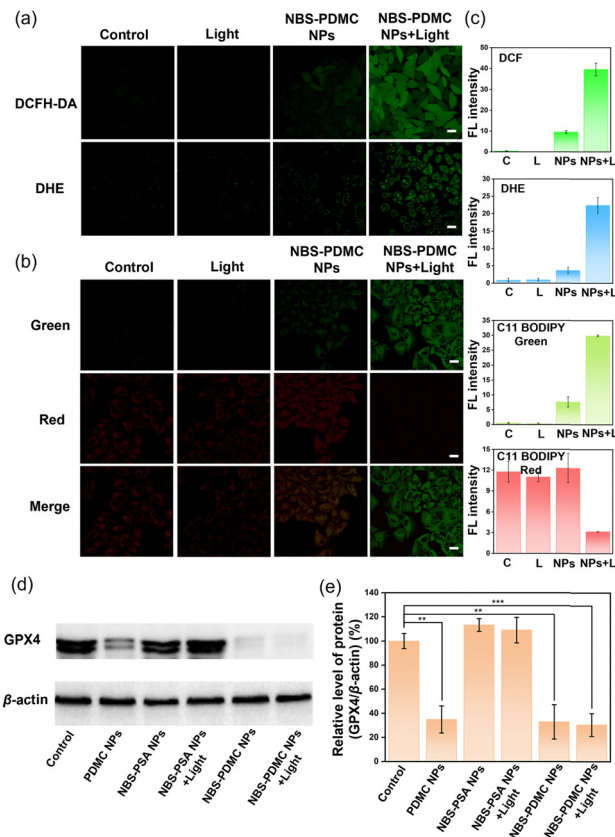 (a)
Control
Light
NBS-PDMC
NPs
NBS-PDMC
NPs+Light
DCFH-DA
DHE
(b)
Control
Light
NBS-PDMC
NPs
NBS-PDMC
NPs+Light
Green
Red
Merge
(c)
DCF
FL intensity
50
40
30
20
10
0
C L NPs NPs+L
DHE
FL intensity
30
25
20
15
10
5
0
C L NPs NPs+L
C11 BODIPY
Green
FL intensity
35
30
25
20
15
10
5
0
C L NPs NPs+L
C11 BODIPY
Red
FL intensity
15
12
9
6
3
0
C L NPs NPs+L
(d)
GPX4
β-actin
Control
PDMC NPs
NBS-PSA NPs
NBS-PSA NPs
+Light
NBS-PDMC NPs
NBS-PDMC NPs
+Light
(e)
Relative level of protein
(GPX4/β-actin) (%)
140
120
100
80
60
40
20
0
***
**
**
Control
PDMC NPs
NBS-PSA NPs
NBS-PSA NPs
+Light
NBS-PDMC NPs
NBS-PDMC NPs
+Light